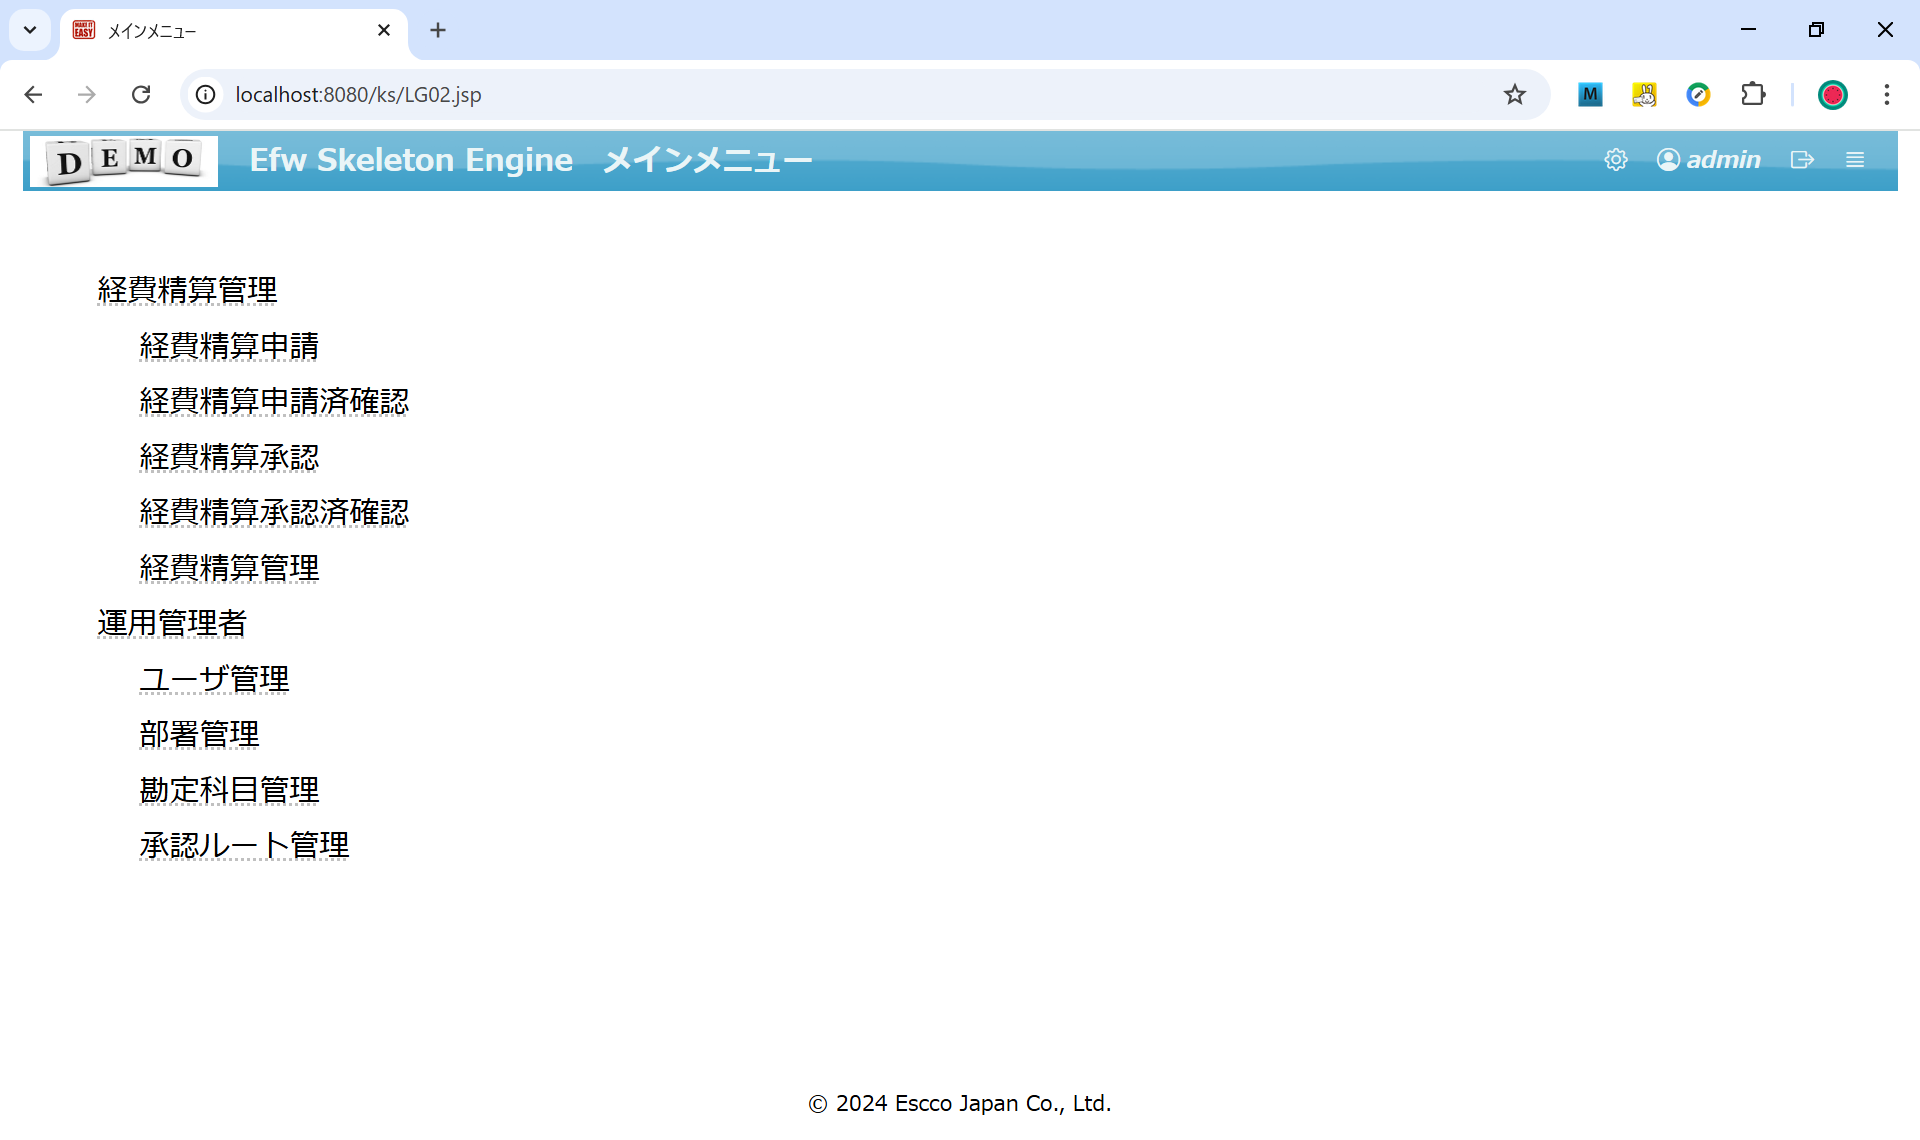 MAKE IT EASY
メインメニュー
localhost:8080/ks/LG02.jsp
M
DEMO
Efw Skeleton Engine メインメニュー
admin
経費精算管理
経費精算申請
経費精算申請済確認
経費精算承認
経費精算承認済確認
経費精算管理
運用管理者
ユーザ管理
部署管理
勘定科目管理
承認ルート管理
© 2024 Escco Japan Co., Ltd.